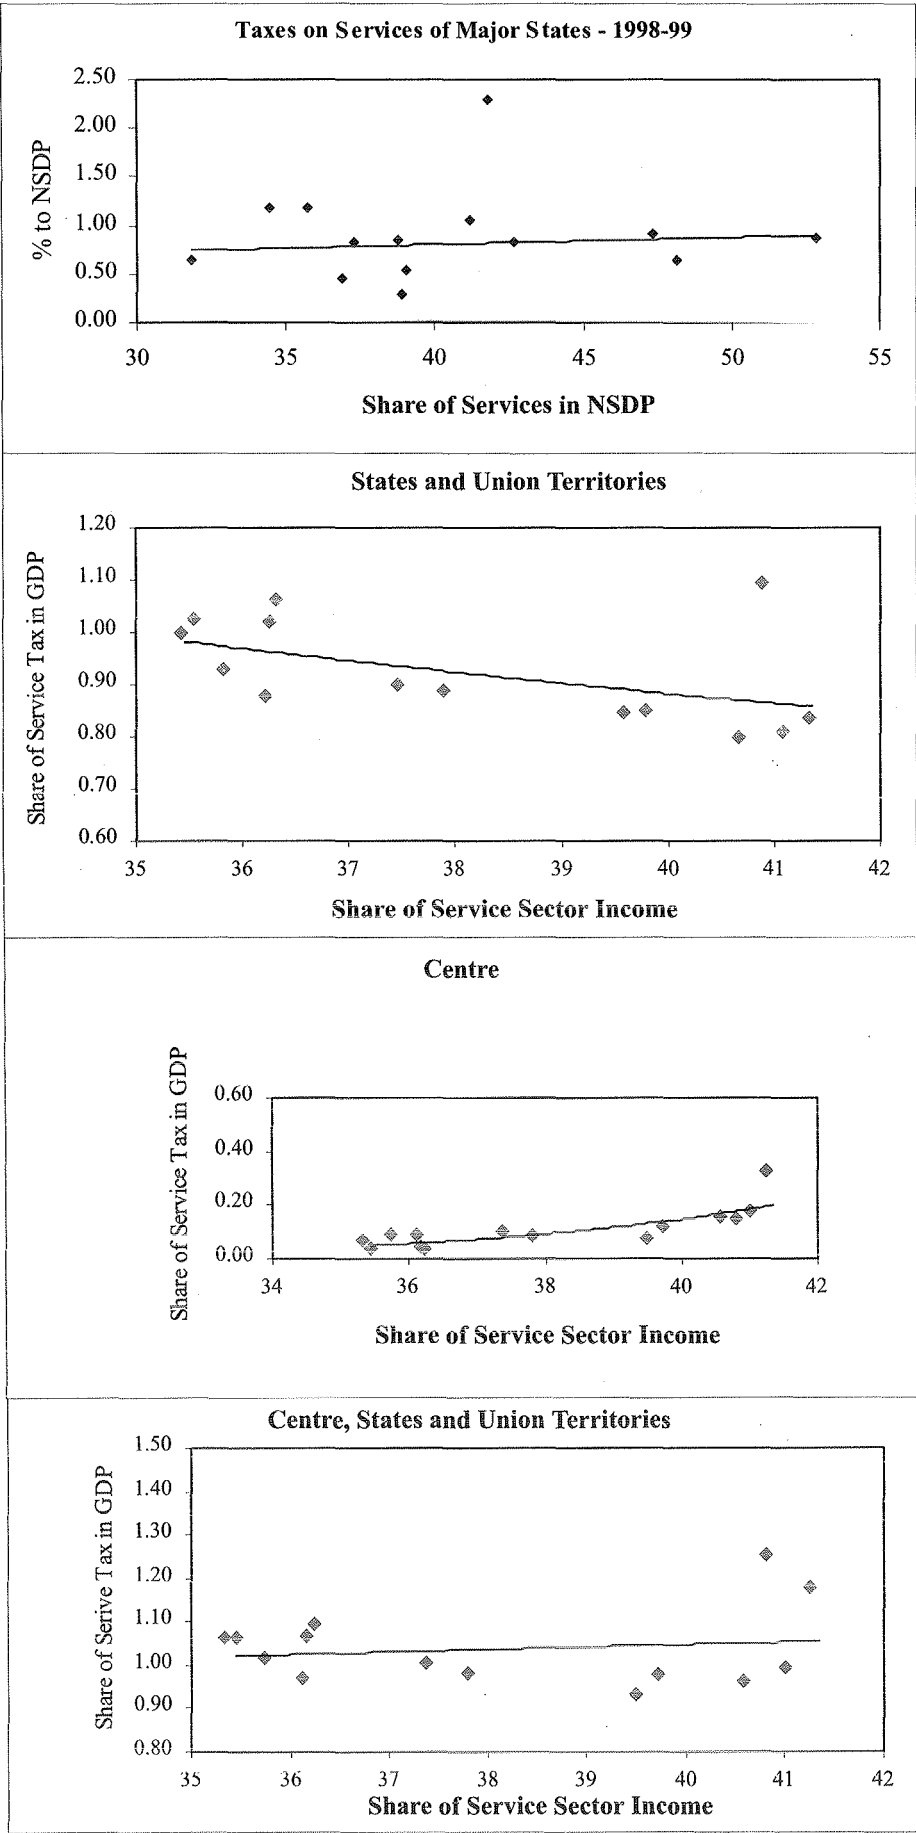 Taxes on Services of Major States - 1998-99
% to NSDP
2.50
2.00
1.50
1.00
0.50
0.00
30 35 40 45 50 55
Share of Services in NSDP
States and Union Territories
Share of Service Tax in GDP
1.20
1.10
1.00
0.90
0.80
0.70
0.60
35 36 37 38 39 40 41 42
Share of Service Sector Income
Centre
Share of Service Tax in GDP
0.60
0.40
0.20
0.00
34 36 38 40 42
Share of Service Sector Income
Centre, States and Union Territories
Share of Serive Tax in GDP
1.50
1.40
1.30
1.20
1.10
1.00
0.90
0.80
35 36 37 38 39 40 41 42
Share of Service Sector Income